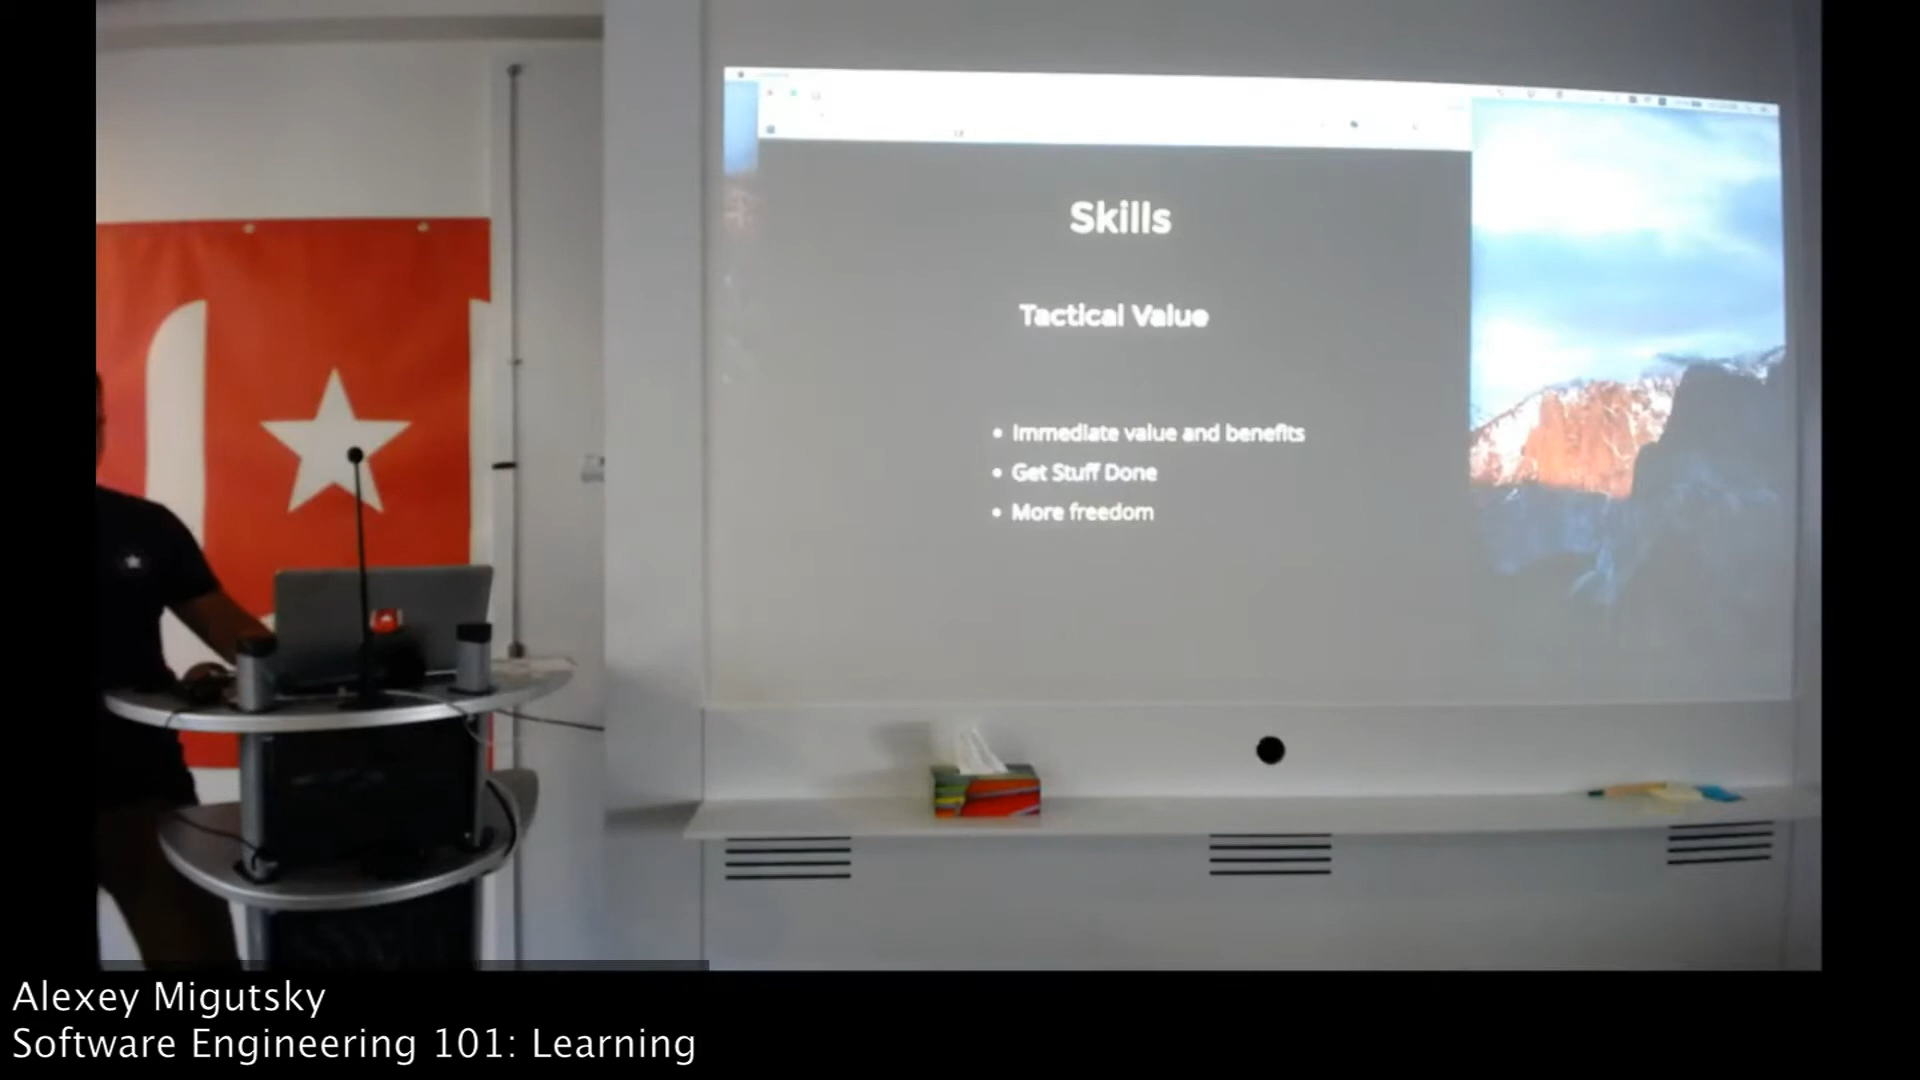 Skills
Tactical Value
• Immediate value and benefits
• Get Stuff Done
• More freedom
Alexey Migutsky
Software Engineering 101: Learning